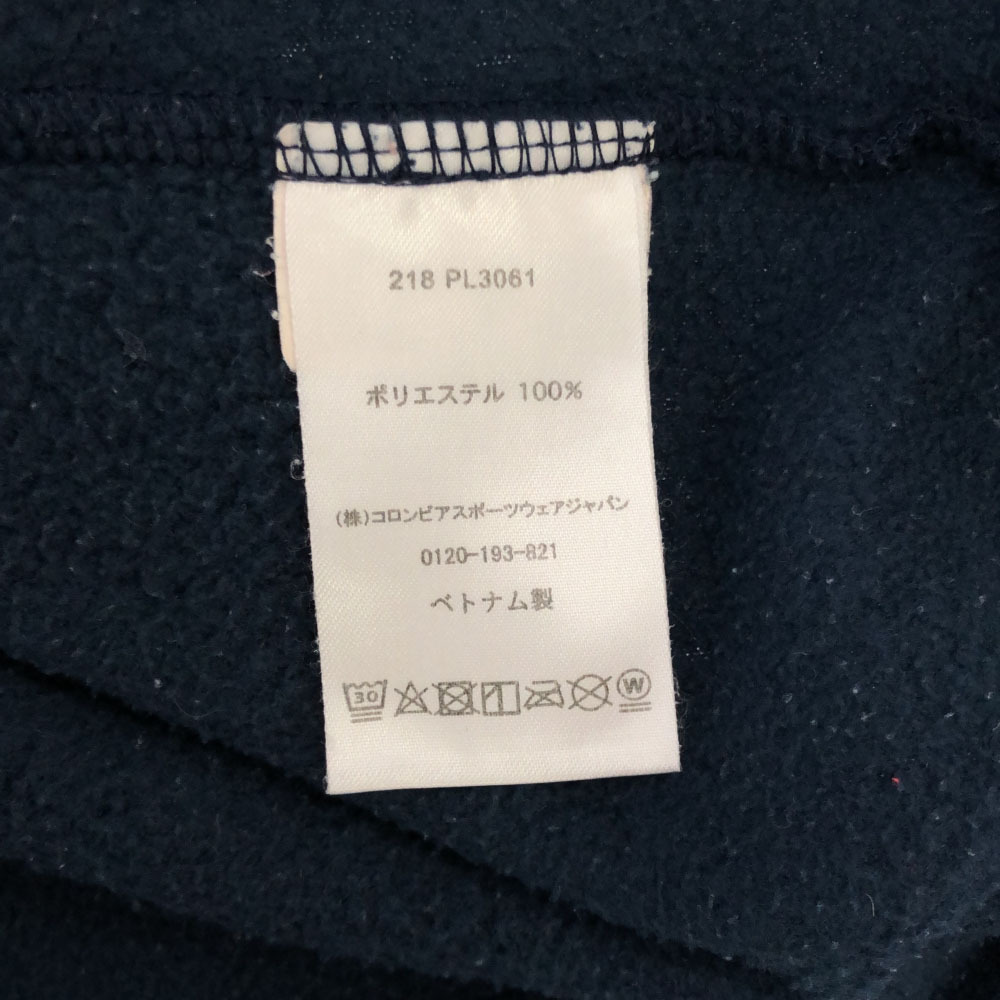 218 PL3061
ポリエステル 100%
(株)コロンビアスポーツウェアジャパン
0120-193-821
ベトナム製
30 W